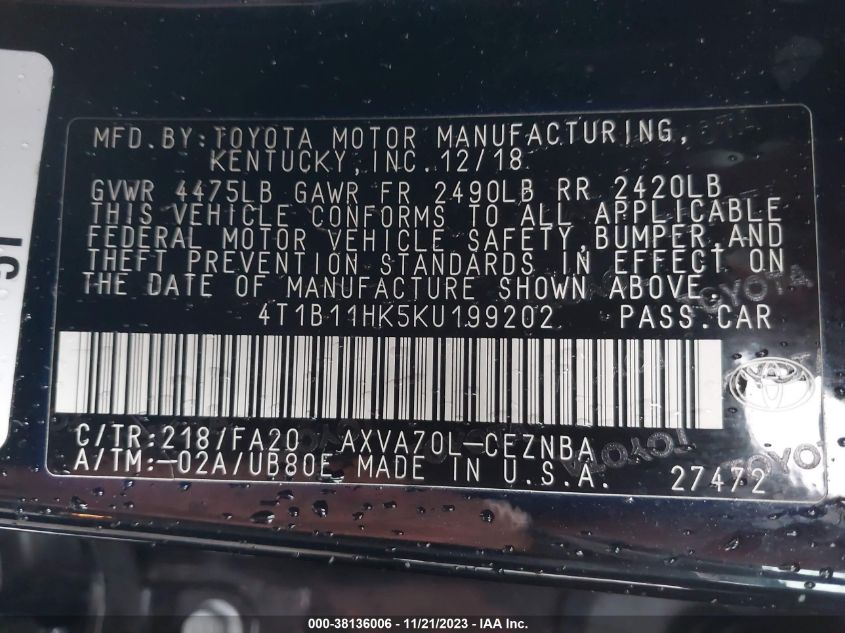 MFD. BY: TOYOTA MOTOR MANUFACTURING,
KENTUCKY, INC. 12/18
GVWR 4475LB GAWR FR 2490LB RR 2420LB
THIS VEHICLE CONFORMS TO ALL APPLICABLE
FEDERAL MOTOR VEHICLE SAFETY, BUMPER, AND
THEFT PREVENTION STANDARDS IN EFFECT ON
THE DATE OF MANUFACTURE SHOWN ABOVE.
TOYOTA
4T1B11HK5KU199202 PASS. CAR
C/TR: 218/FA20 AXVA70L-CEZNBA
TOYOTA
A/TM: -02A/UB80E MADE IN U.S.A. 27472
000-38136006 - 11/21/2023 - IAA Inc.